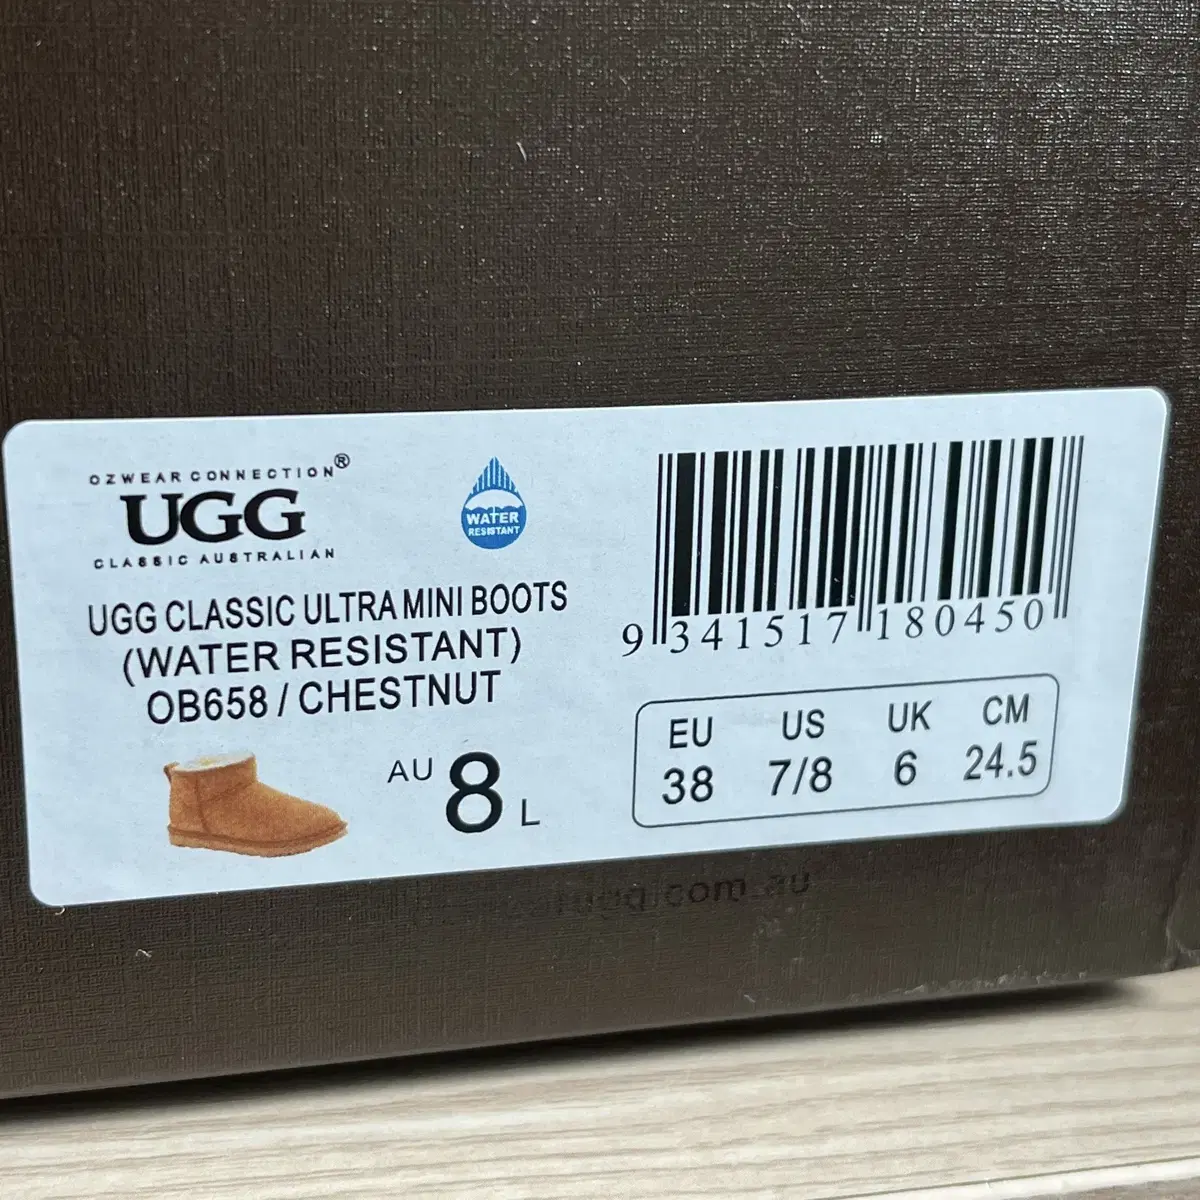 OZWEAR CONNECTION®
UGG
CLASSIC AUSTRALIAN
WATER
RESISTANT
UGG CLASSIC ULTRA MINI BOOTS
(WATER RESISTANT)
OB658 / CHESTNUT
AU 8 L
9 341517 180450
EU US UK CM
38 7/8 6 24.5